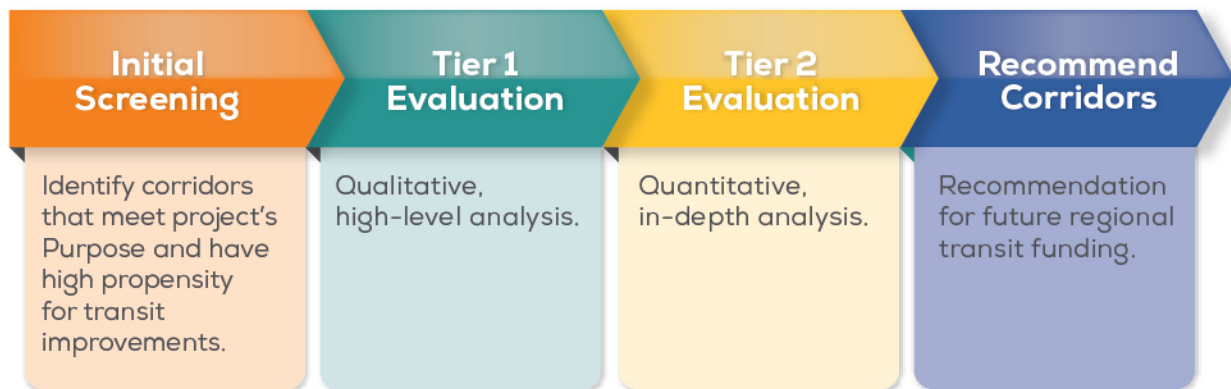 Initial
Screening
Tier 1
Evaluation
Tier 2
Evaluation
Recommend
Corridors
Identify corridors
that meet project's
Purpose and have
high propensity
for transit
improvements.
Qualitative,
high-level analysis.
Quantitative,
in-depth analysis.
Recommendation
for future regional
transit funding.